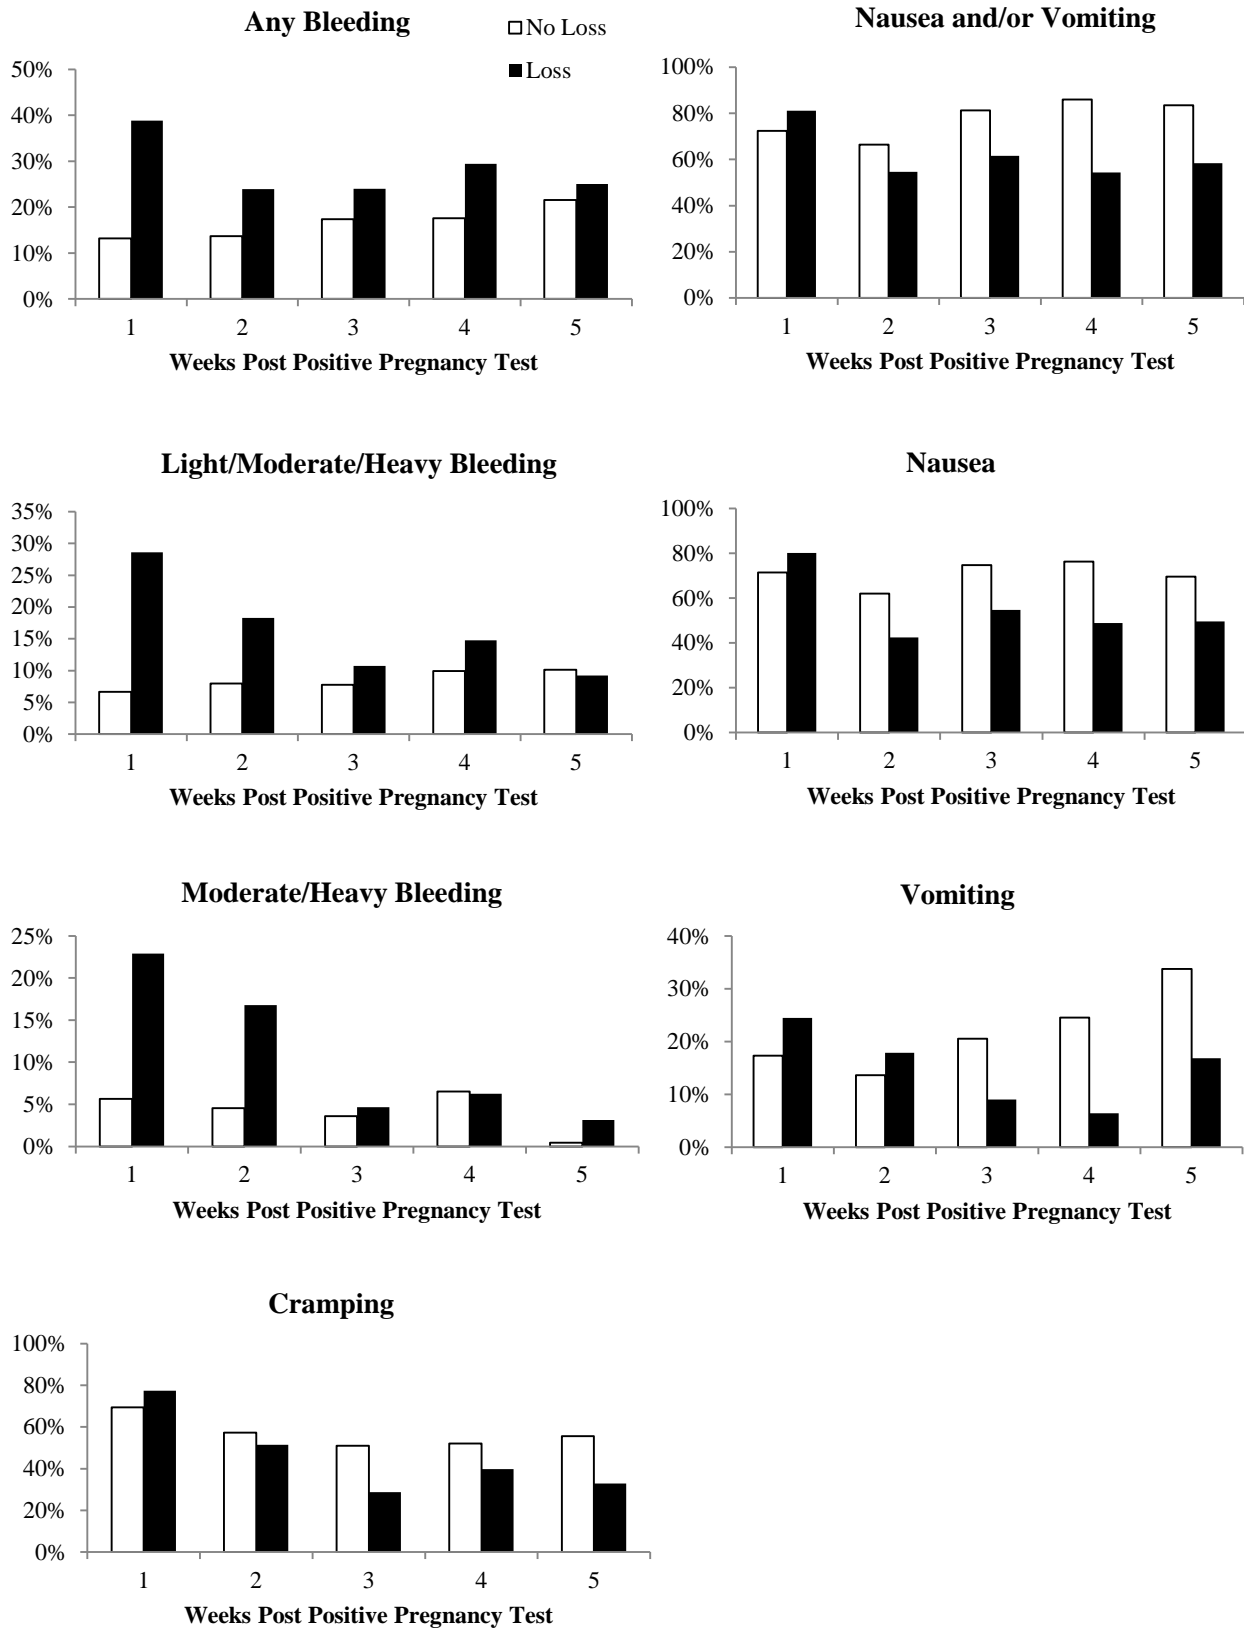 Any Bleeding
No Loss
Loss
50%
40%
30%
20%
10%
0%
1 2 3 4 5
Weeks Post Positive Pregnancy Test
Nausea and/or Vomiting
100%
80%
60%
40%
20%
0%
1 2 3 4 5
Weeks Post Positive Pregnancy Test
Light/Moderate/Heavy Bleeding
35%
30%
25%
20%
15%
10%
5%
0%
1 2 3 4 5
Weeks Post Positive Pregnancy Test
Nausea
100%
80%
60%
40%
20%
0%
1 2 3 4 5
Weeks Post Positive Pregnancy Test
Moderate/Heavy Bleeding
25%
20%
15%
10%
5%
0%
1 2 3 4 5
Weeks Post Positive Pregnancy Test
Vomiting
40%
30%
20%
10%
0%
1 2 3 4 5
Weeks Post Positive Pregnancy Test
Cramping
100%
80%
60%
40%
20%
0%
1 2 3 4 5
Weeks Post Positive Pregnancy Test